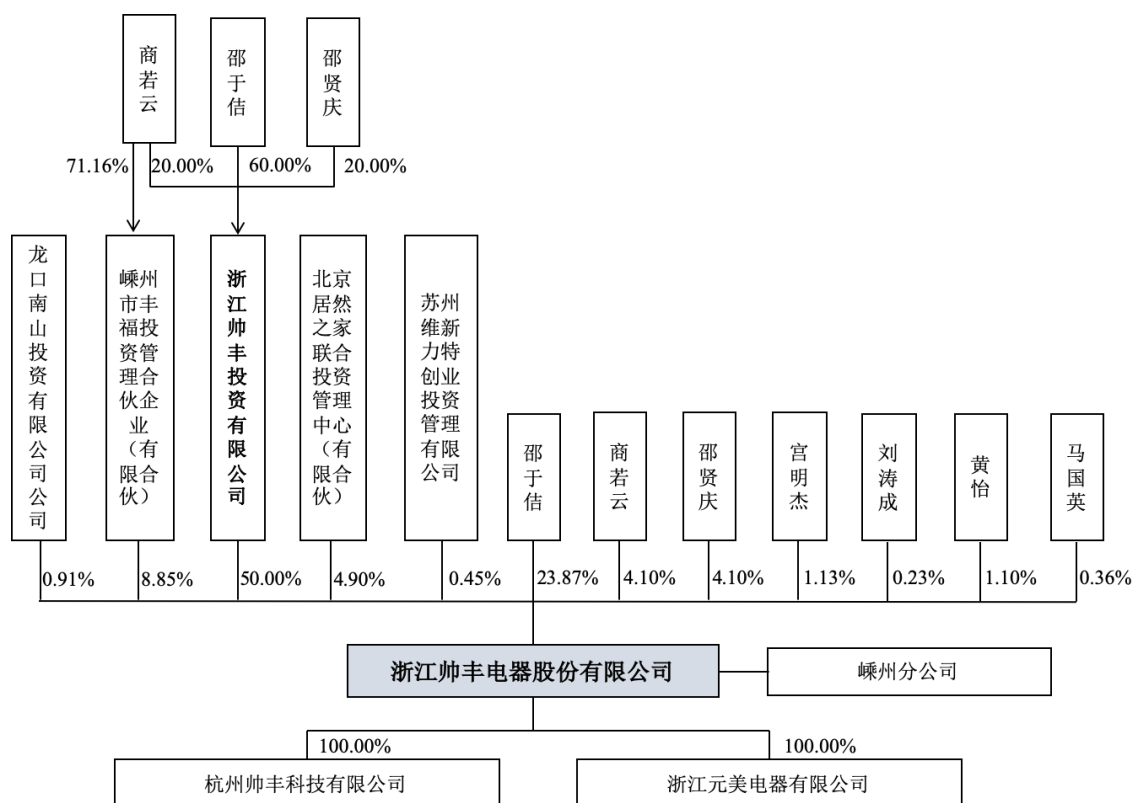 商若云
邵于佶
邵贤庆
71.16%
20.00%
60.00%
20.00%
龙口南山投资有限公司公司
嵊州市丰福投资管理合伙企业（有限合伙）
浙江帅丰投资有限公司
北京居然之家联合投资管理中心（有限合伙）
苏州维新力特创业投资管理有限公司
邵于佶
商若云
邵贤庆
宫明杰
刘涛成
黄怡
马国英
0.91%
8.85%
50.00%
4.90%
0.45%
23.87%
4.10%
4.10%
1.13%
0.23%
1.10%
0.36%
浙江帅丰电器股份有限公司
嵊州分公司
100.00%
100.00%
杭州帅丰科技有限公司
浙江元美电器有限公司